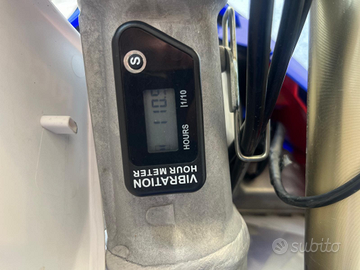 S
HOURS 1/10
VIBRATION
HOUR METER
subito